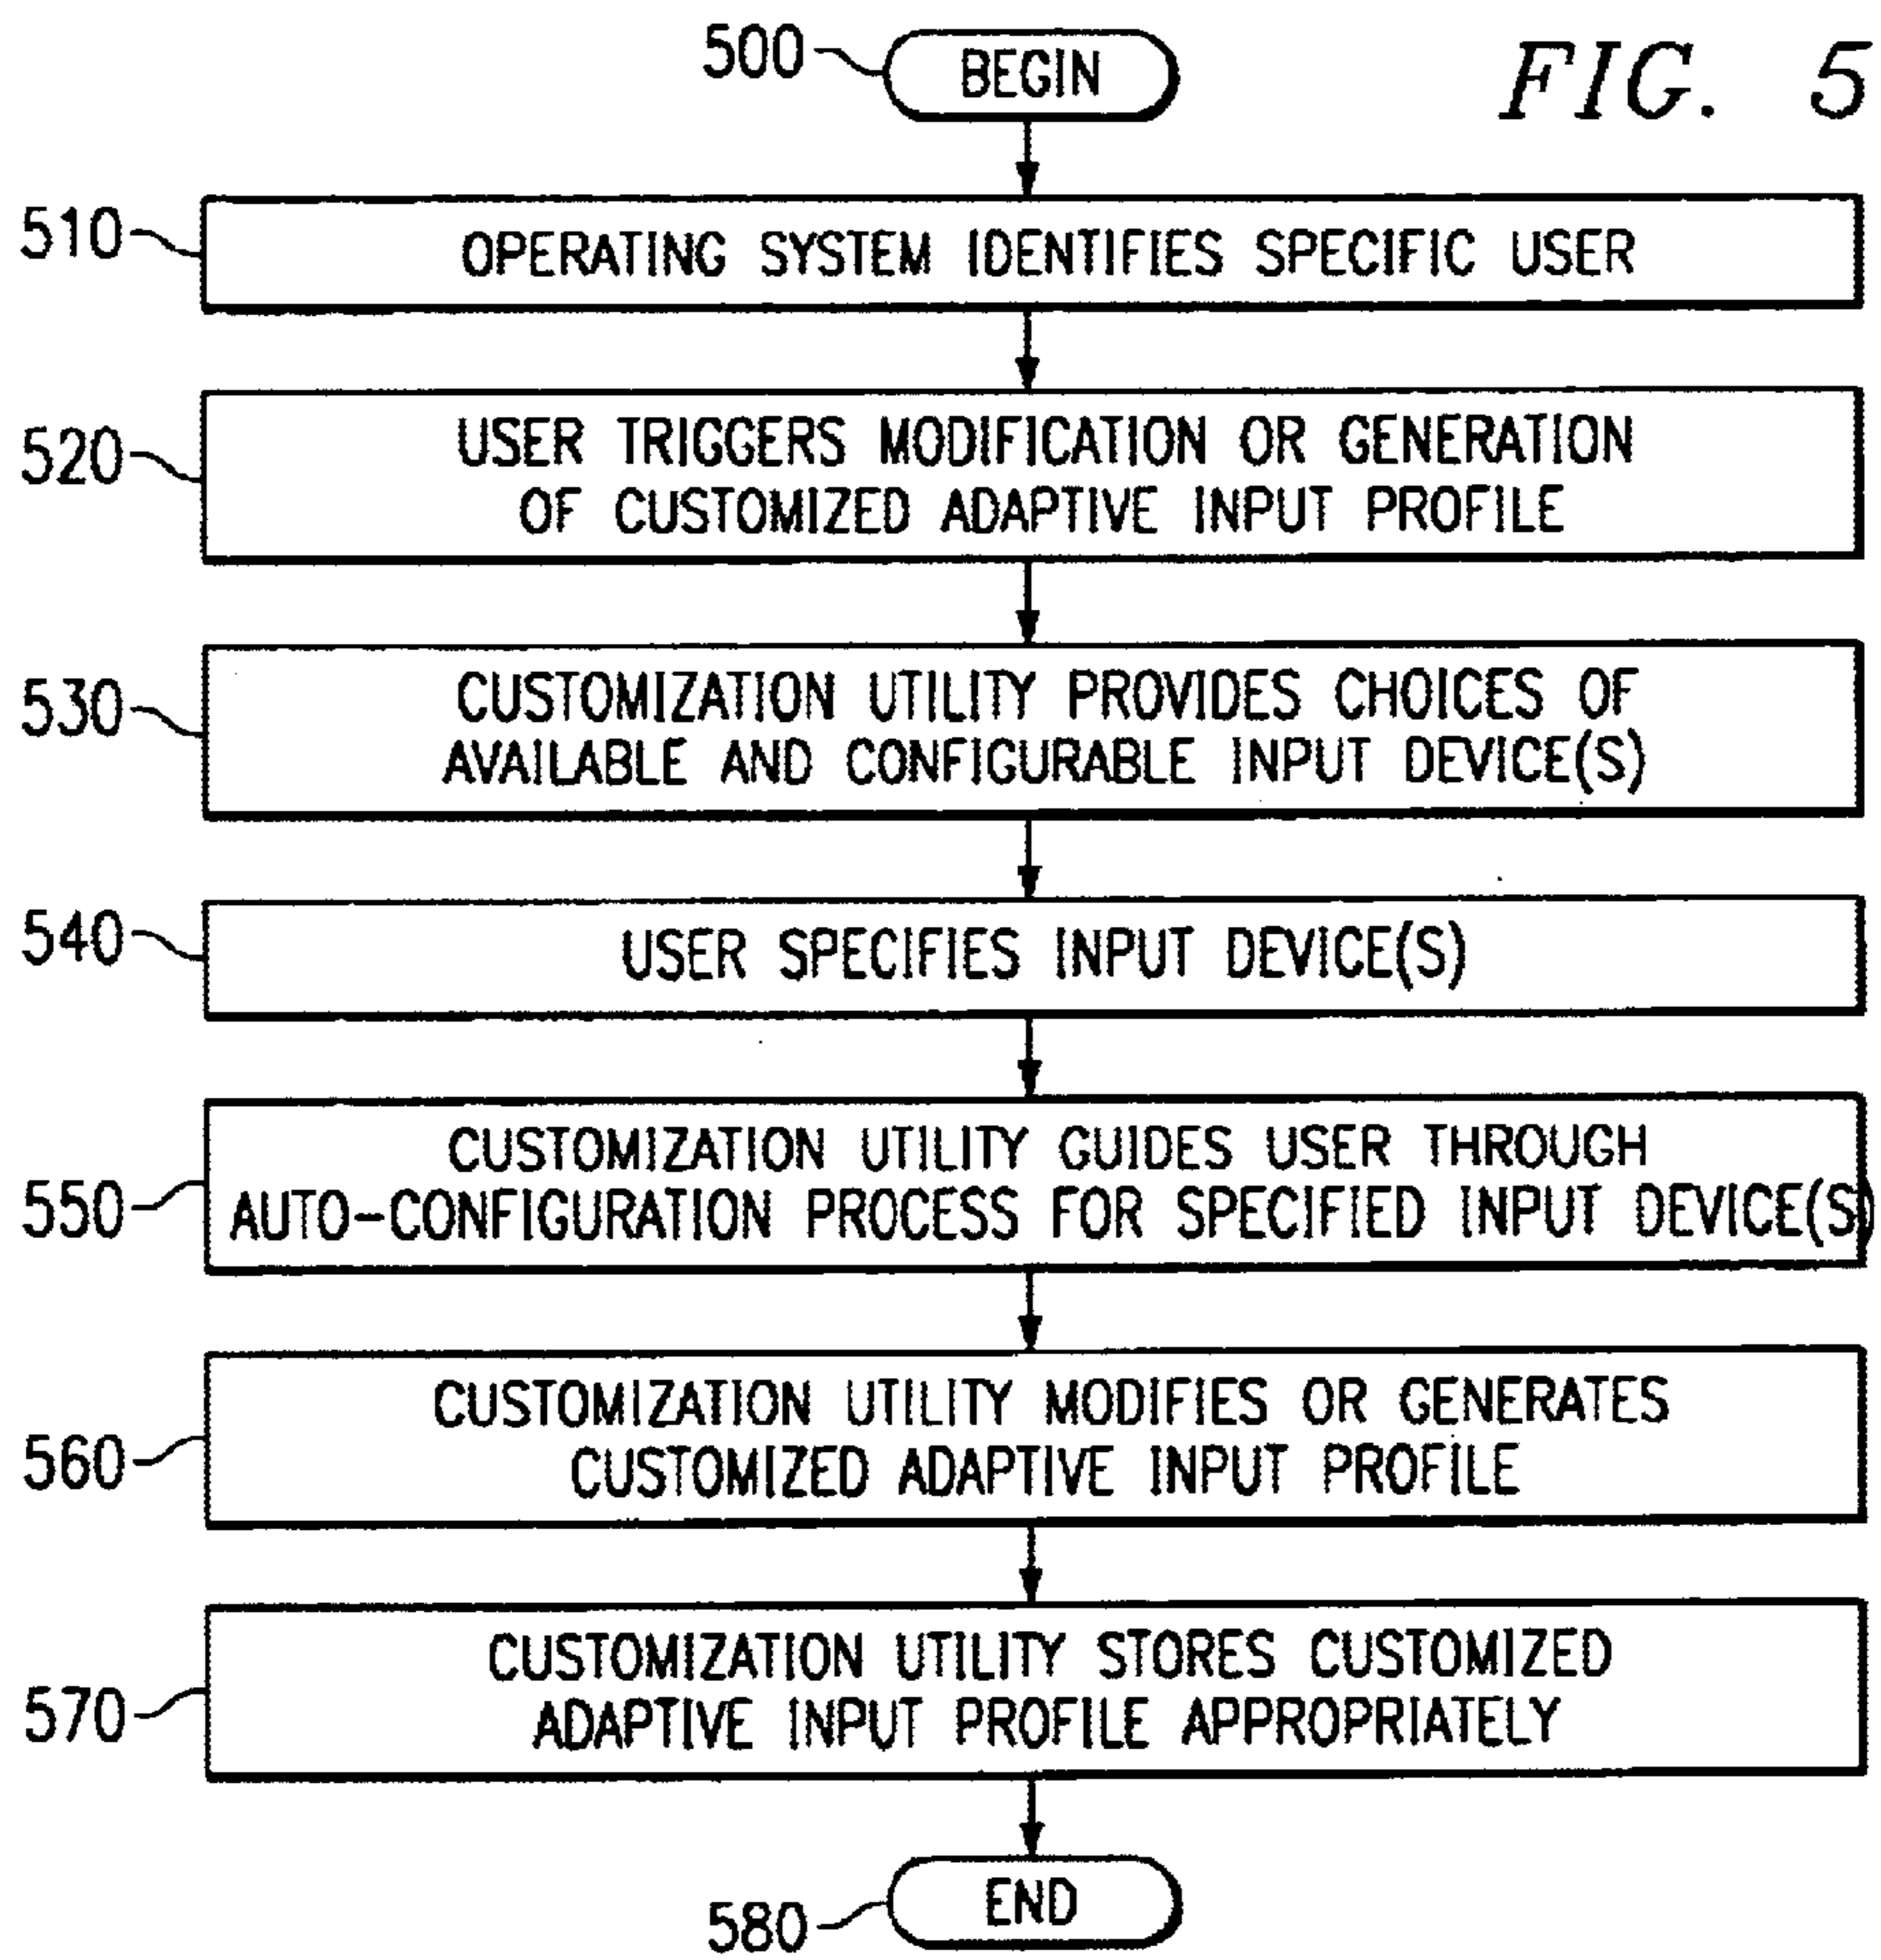 FIG. 5
500
BEGIN
510
OPERATING SYSTEM IDENTIFIES SPECIFIC USER
520
USER TRIGGERS MODIFICATION OR GENERATION
OF CUSTOMIZED ADAPTIVE INPUT PROFILE
530
CUSTOMIZATION UTILITY PROVIDES CHOICES OF
AVAILABLE AND CONFIGURABLE INPUT DEVICE(S)
540
USER SPECIFIES INPUT DEVICE(S)
550
CUSTOMIZATION UTILITY GUIDES USER THROUGH
AUTO-CONFIGURATION PROCESS FOR SPECIFIED INPUT DEVICE(S)
560
CUSTOMIZATION UTILITY MODIFIES OR GENERATES
CUSTOMIZED ADAPTIVE INPUT PROFILE
570
CUSTOMIZATION UTILITY STORES CUSTOMIZED
ADAPTIVE INPUT PROFILE APPROPRIATELY
580
END